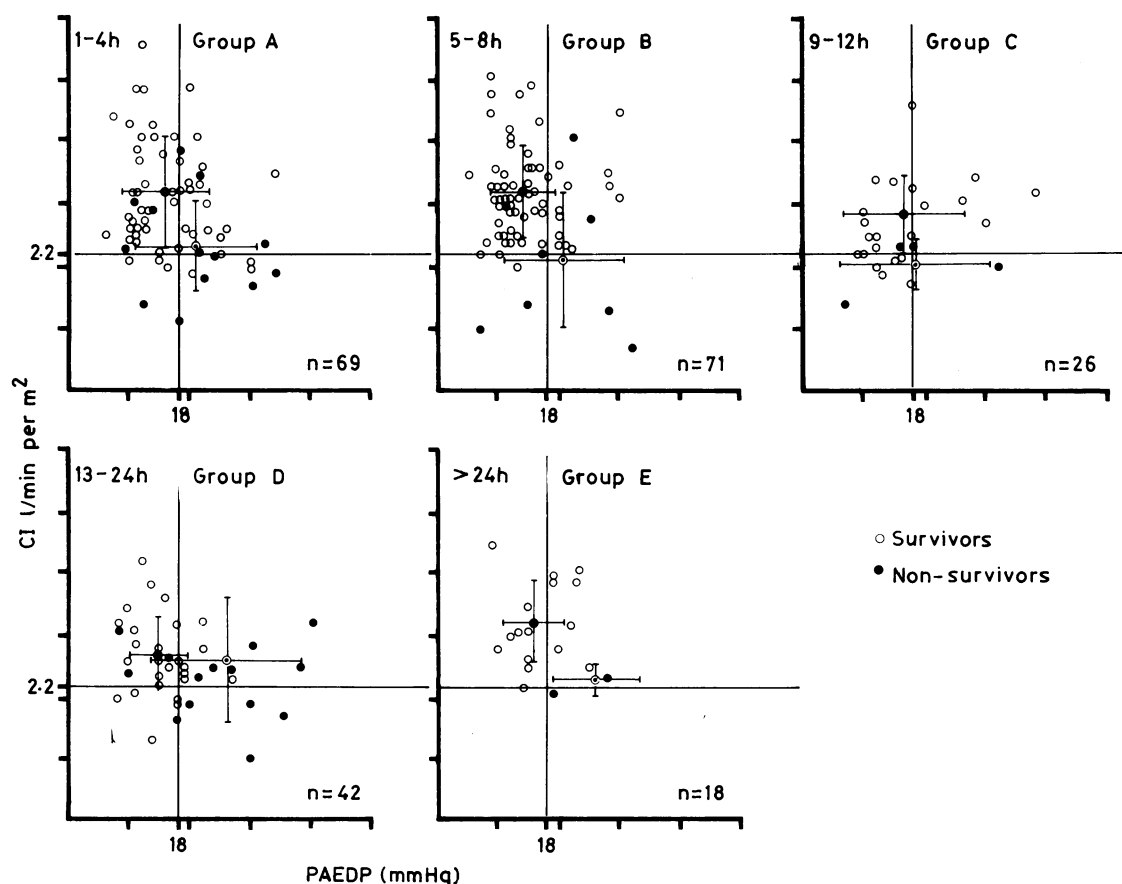 1-4h Group A
5-8h Group B
9-12h Group C
2·2
n=69
n=71
n=26
18
18
18
13-24h Group D
>24h Group E
2·2
n=42
n=18
18
18
CI l/min per m²
PAEDP (mmHg)
○ Survivors
● Non-survivors